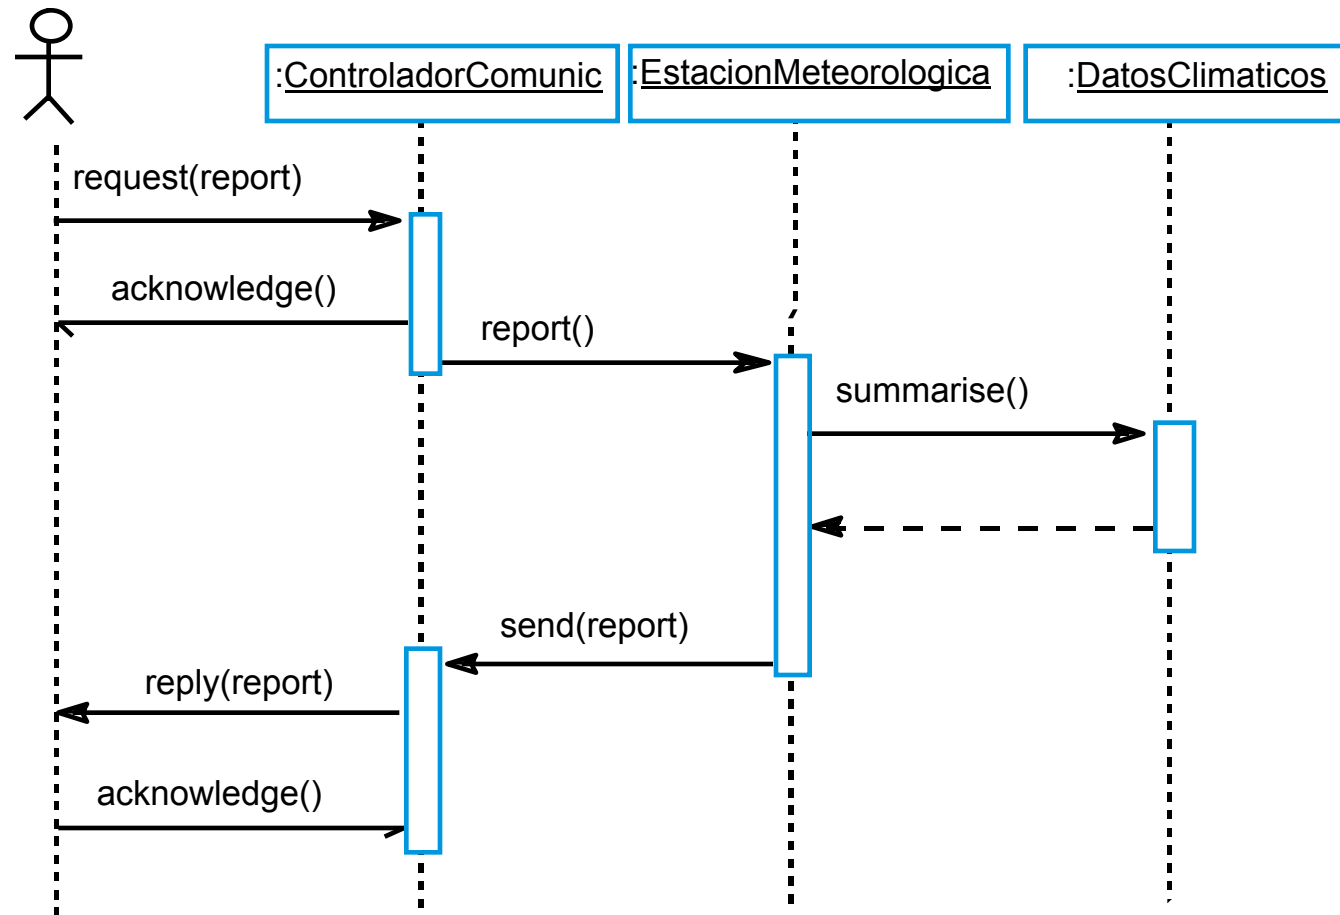 :ControladorComunic
:EstacionMeteorologica
:DatosClimaticos
request(report)
acknowledge()
report()
summarise()
send(report)
reply(report)
acknowledge()